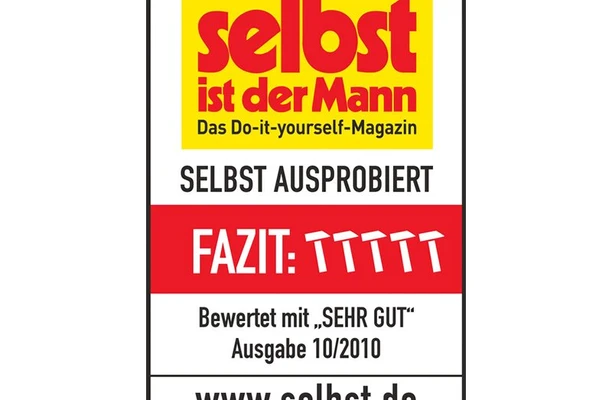 selbst
ist der Mann
Das Do-it-yourself-Magazin
SELBST AUSPROBIERT
FAZIT:
Bewertet mit „SEHR GUT“
Ausgabe 10/2010
www.selbst.de